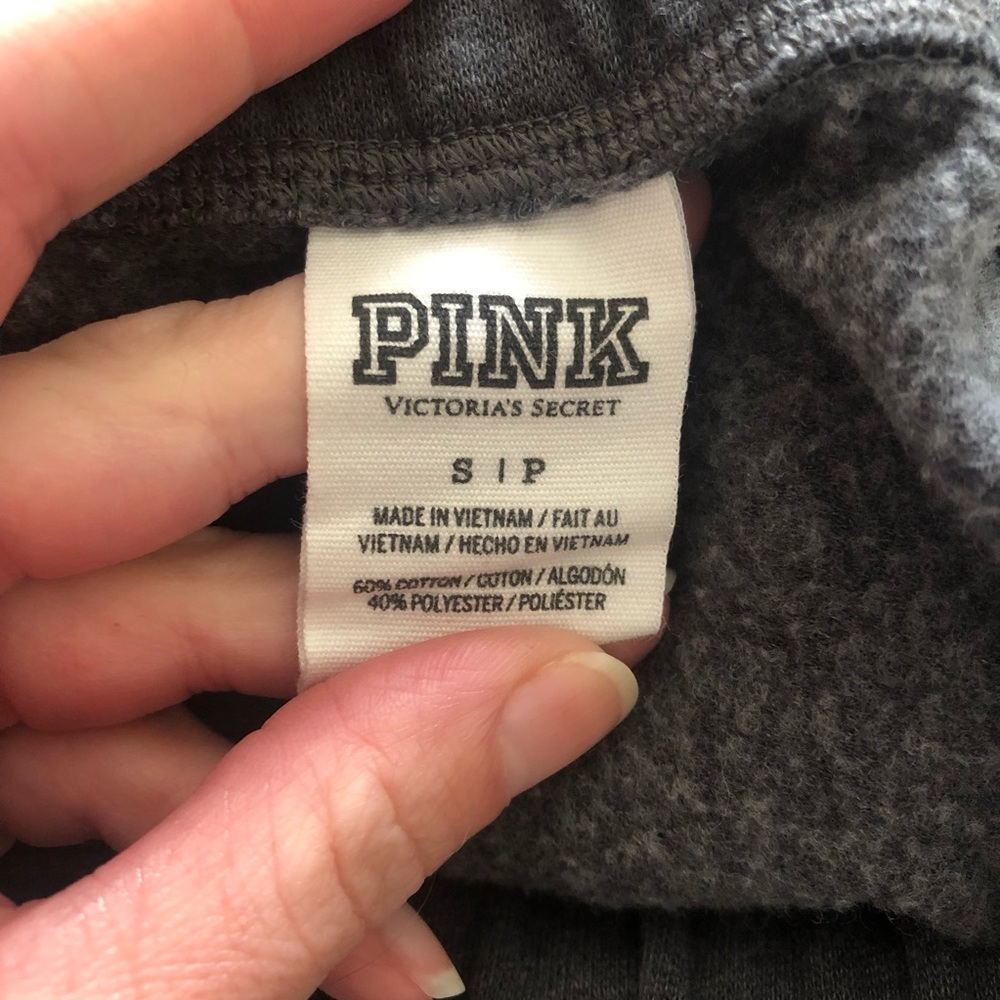 PINK
VICTORIA'S SECRET
S | P
MADE IN VIETNAM / FAIT AU
VIETNAM / HECHO EN VIETNAM
60% COTTON / COTON / ALGODÓN
40% POLYESTER / POLIÉSTER